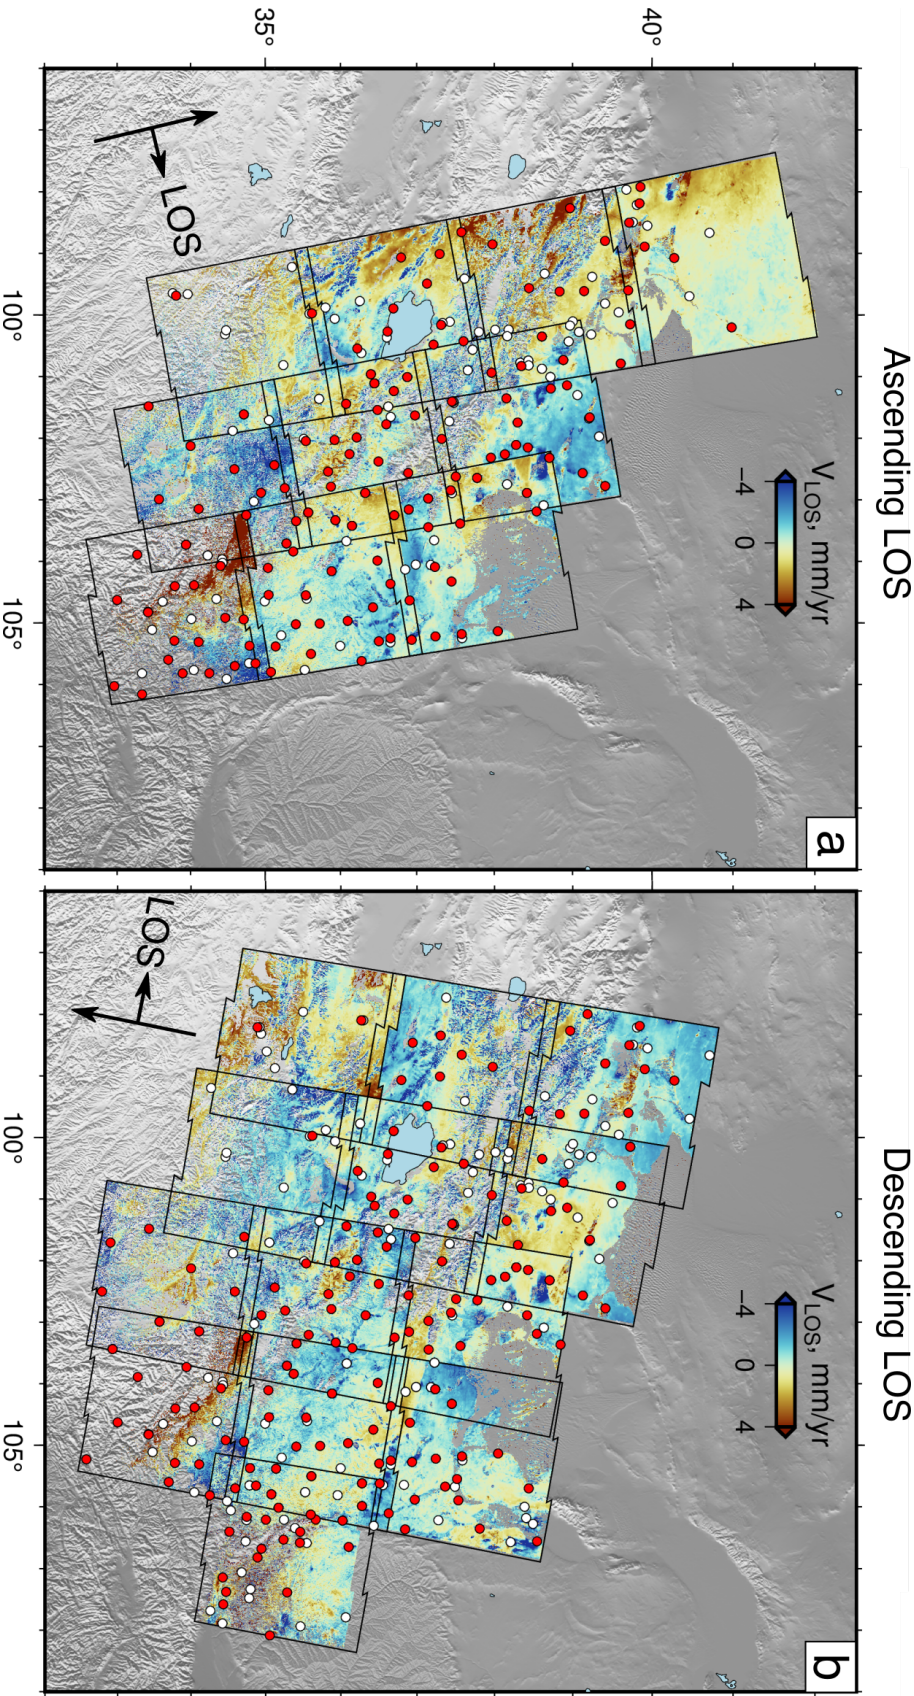 Ascending LOS
a
V_LOS, mm/yr
−4 0 4
LOS
35°
40°
100°
105°
Descending LOS
b
V_LOS, mm/yr
−4 0 4
LOS
100°
105°